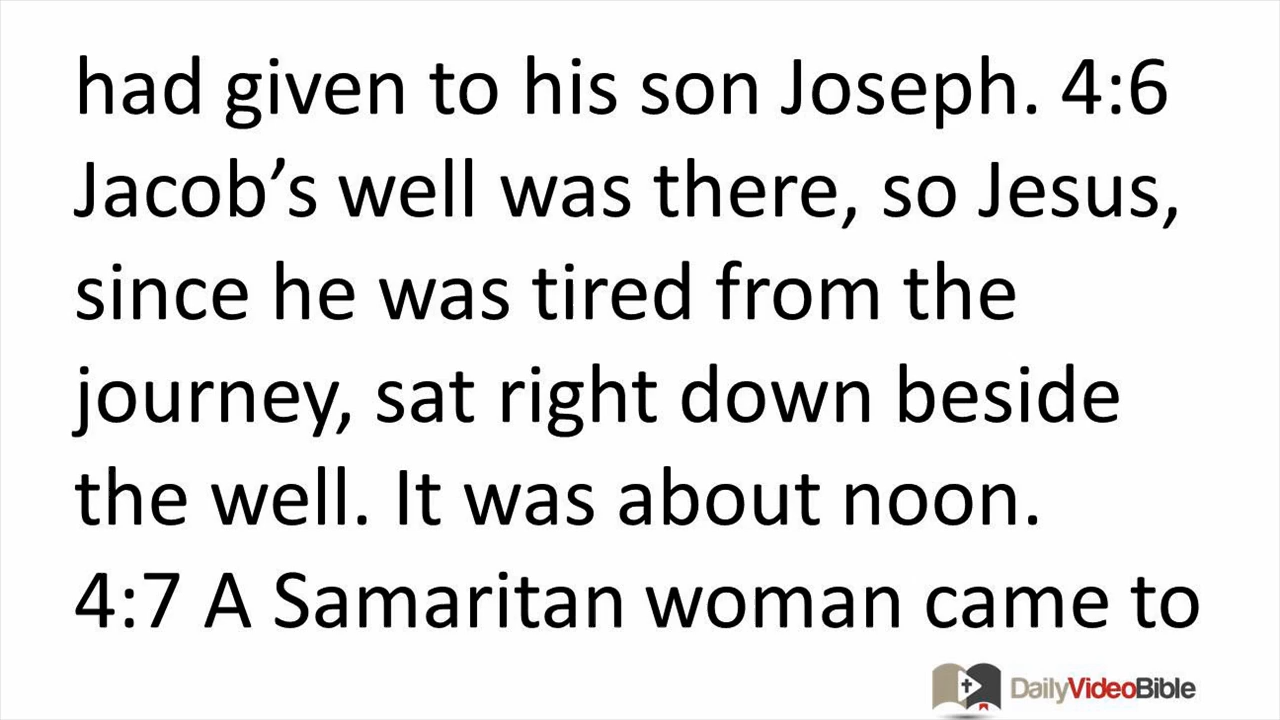 had given to his son Joseph. 4:6
Jacob’s well was there, so Jesus,
since he was tired from the
journey, sat right down beside
the well. It was about noon.
4:7 A Samaritan woman came to
DailyVideoBible